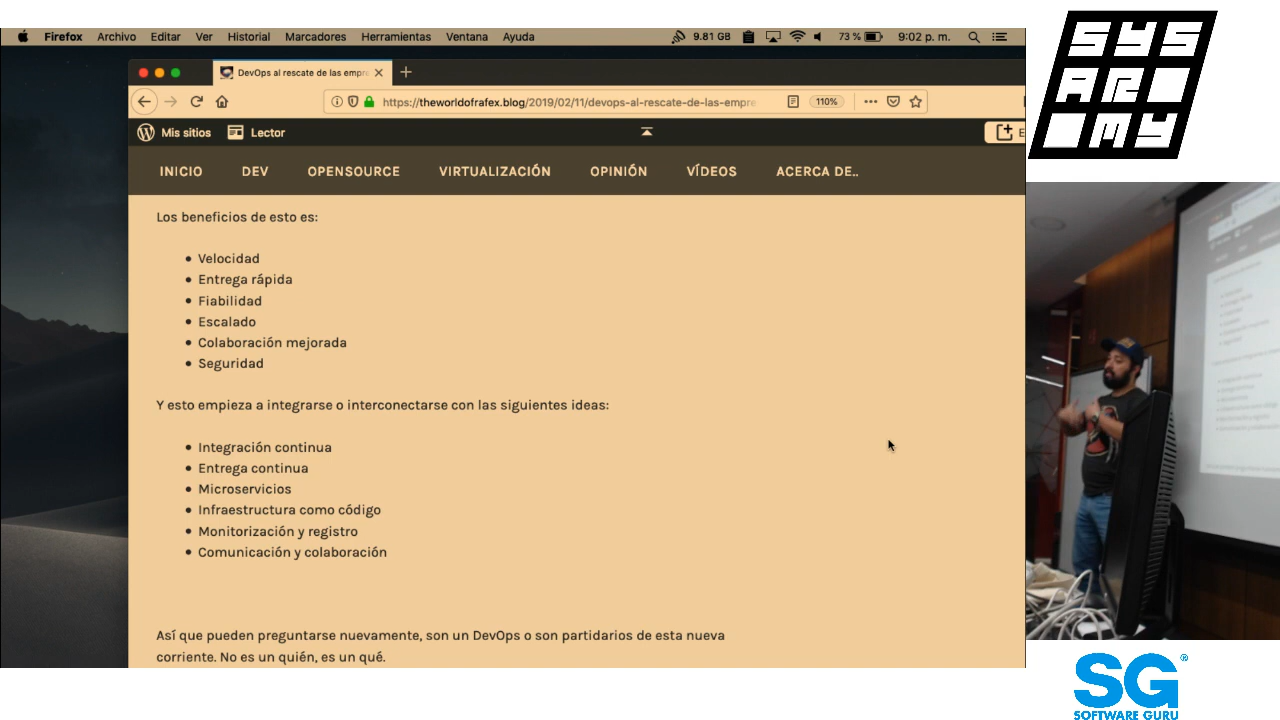 Firefox Archivo Editar Ver Historial Marcadores Herramientas Ventana Ayuda 9.81 GB 73 % 9:02 p. m.
DevOps al rescate de las empr
https://theworldofrafex.blog/2019/02/11/devops-al-rescate-de-las-empre 110%
Mis sitios Lector E
INICIO DEV OPENSOURCE VIRTUALIZACIÓN OPINIÓN VÍDEOS ACERCA DE..
Los beneficios de esto es:
Velocidad
Entrega rápida
Fiabilidad
Escalado
Colaboración mejorada
Seguridad
Y esto empieza a integrarse o interconectarse con las siguientes ideas:
Integración continua
Entrega continua
Microservicios
Infraestructura como código
Monitorización y registro
Comunicación y colaboración
Así que pueden preguntarse nuevamente, son un DevOps o son partidarios de esta nueva
corriente. No es un quién, es un qué.
SYS
AR
MY
SG®
SOFTWARE GURU